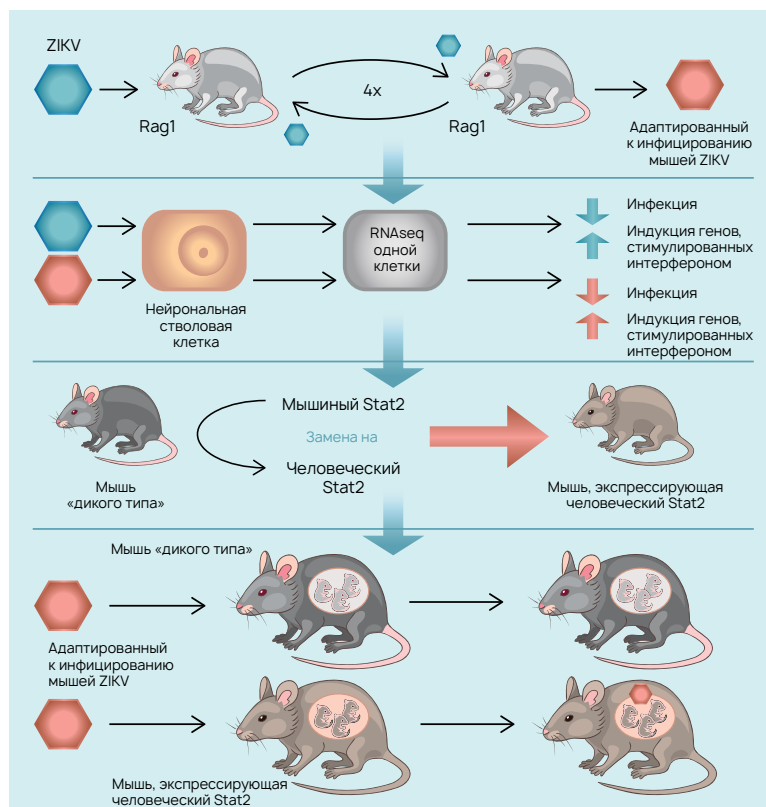 ZIKV
4x
Rag1
Rag1
Адаптированный
к инфицированию
мышей ZIKV
RNAseq
одной
клетки
Нейрональная
стволовая
клетка
Инфекция
Индукция генов,
стимулированных
интерфероном
Инфекция
Индукция генов,
стимулированных
интерфероном
Мышь
«дикого типа»
Мышиный Stat2
Замена на
Человеческий
Stat2
Мышь, экспрессирующая
человеческий Stat2
Мышь «дикого типа»
Адаптированный
к инфицированию
мышей ZIKV
Мышь, экспрессирующая
человеческий Stat2